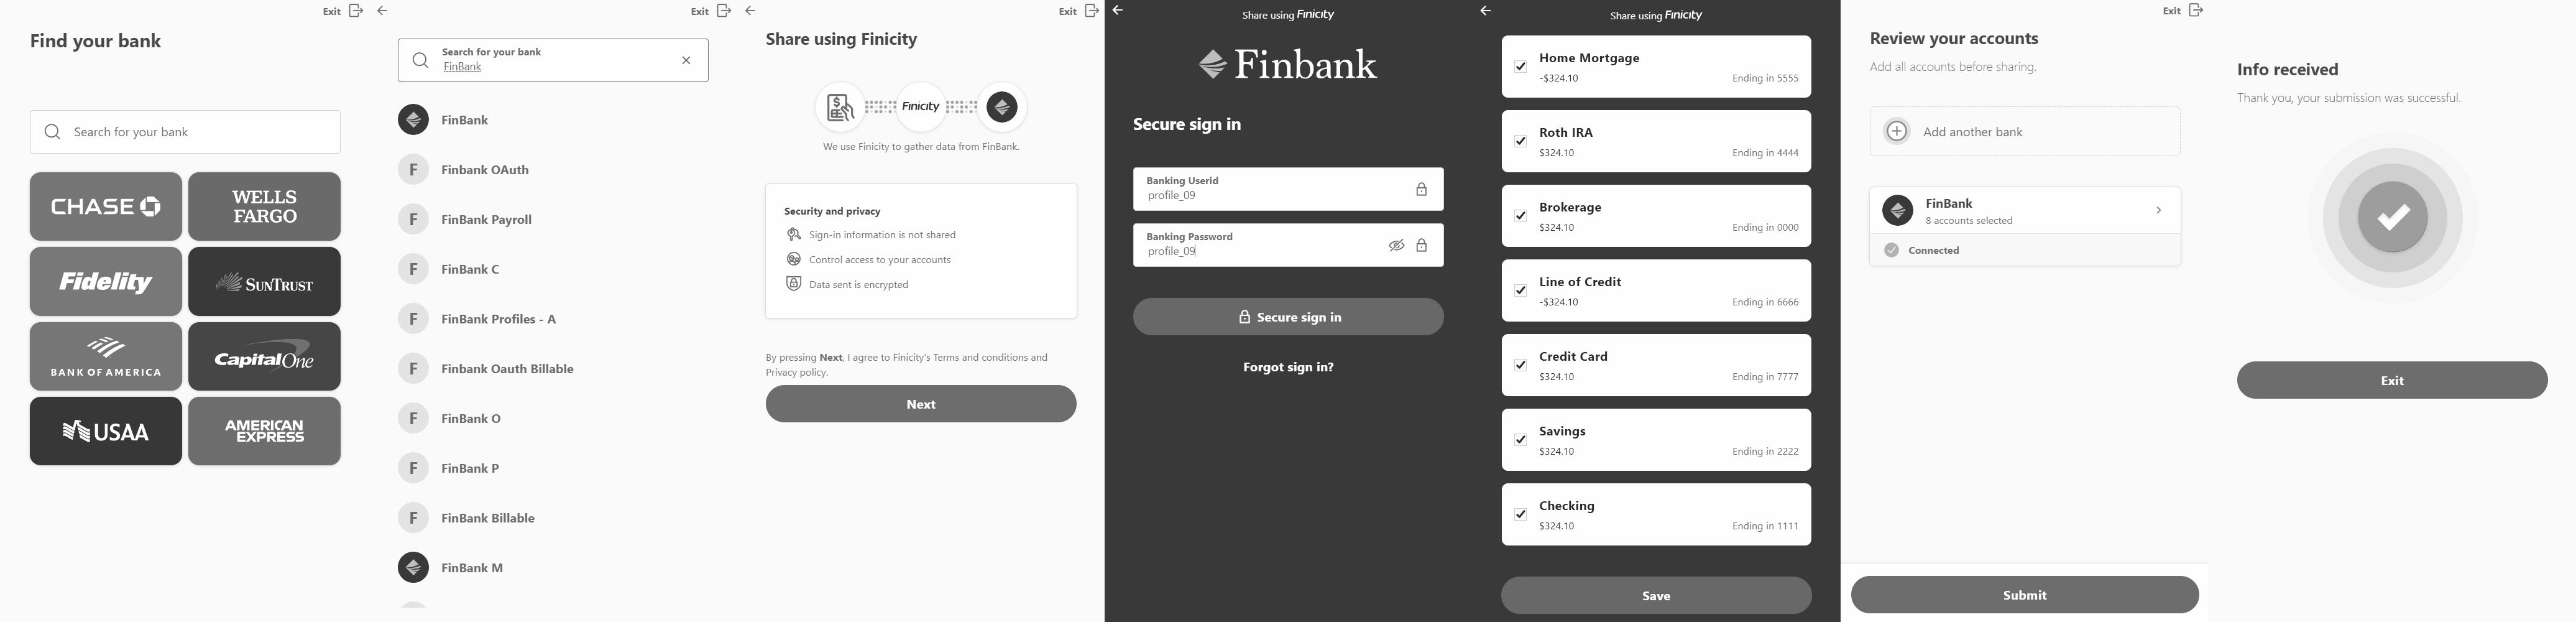 Exit
Find your bank
Search for your bank
CHASE
WELLS
FARGO
Fidelity
SUNTRUST
BANK OF AMERICA
Capital One
USAA
AMERICAN
EXPRESS
Exit
Search for your bank
FinBank
FinBank
F Finbank OAuth
F FinBank Payroll
F FinBank C
F FinBank Profiles - A
F Finbank Oauth Billable
F FinBank O
F FinBank P
F FinBank Billable
FinBank M
Exit
Share using Finicity
Finicity
We use Finicity to gather data from FinBank.
Security and privacy
Sign-in information is not shared
Control access to your accounts
Data sent is encrypted
By pressing Next, I agree to Finicity's Terms and conditions and
Privacy policy.
Next
Share using Finicity
Finbank
Secure sign in
Banking Userid
profile_09
Banking Password
profile_09
Secure sign in
Forgot sign in?
Share using Finicity
Home Mortgage
-$324.10 Ending in 5555
Roth IRA
$324.10 Ending in 4444
Brokerage
$324.10 Ending in 0000
Line of Credit
-$324.10 Ending in 6666
Credit Card
$324.10 Ending in 7777
Savings
$324.10 Ending in 2222
Checking
$324.10 Ending in 1111
Save
Exit
Review your accounts
Add all accounts before sharing.
Add another bank
FinBank
8 accounts selected
Connected
Submit
Info received
Thank you, your submission was successful.
Exit